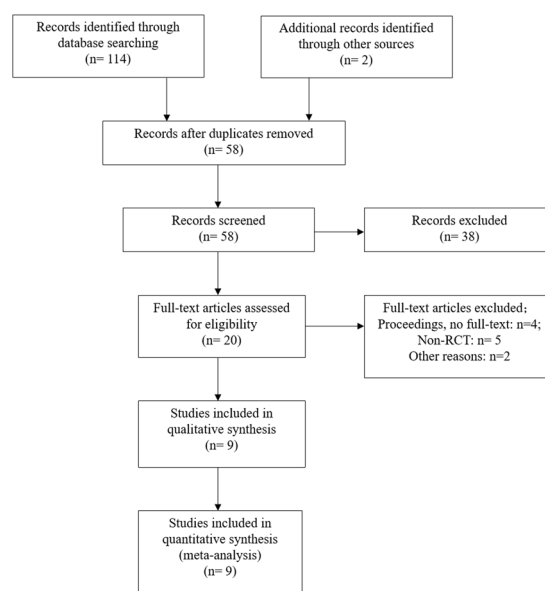 Records identified through
database searching
(n= 114)
Additional records identified
through other sources
(n= 2)
Records after duplicates removed
(n= 58)
Records screened
(n= 58)
Records excluded
(n= 38)
Full-text articles assessed
for eligibility
(n= 20)
Full-text articles excluded;
Proceedings, no full-text: n=4;
Non-RCT: n= 5
Other reasons: n=2
Studies included in
qualitative synthesis
(n= 9)
Studies included in
quantitative synthesis
(meta-analysis)
(n= 9)